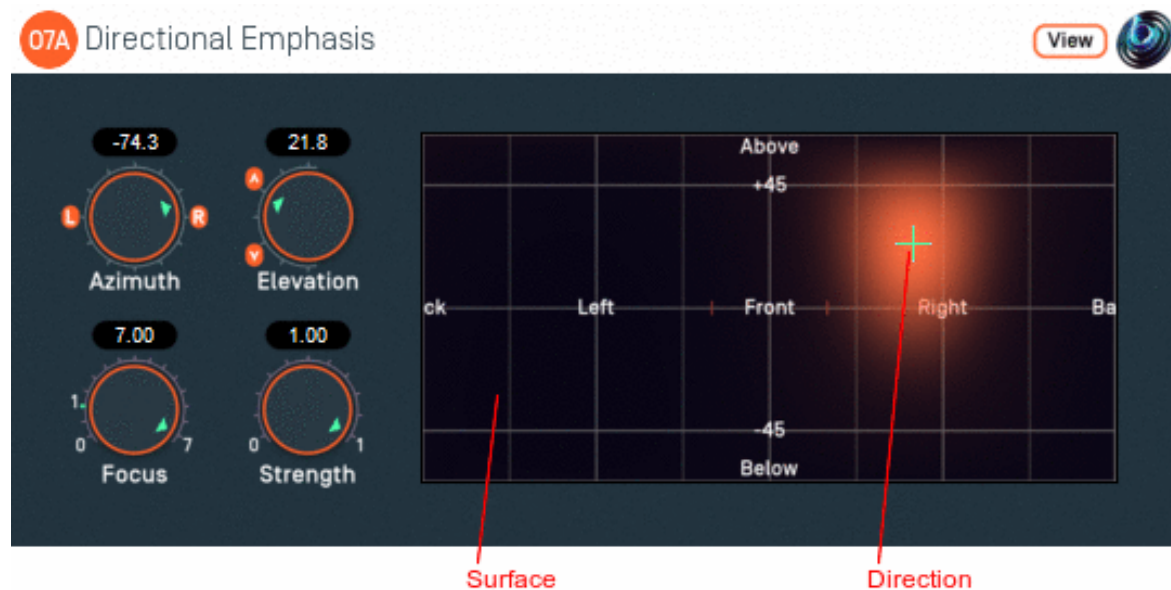 O7A Directional Emphasis View
-74.3 21.8
L R
Azimuth Elevation
7.00 1.00
1
0 7 0 1
Focus Strength
Above
+45
ck Left Front Right Ba
-45
Below
Surface Direction